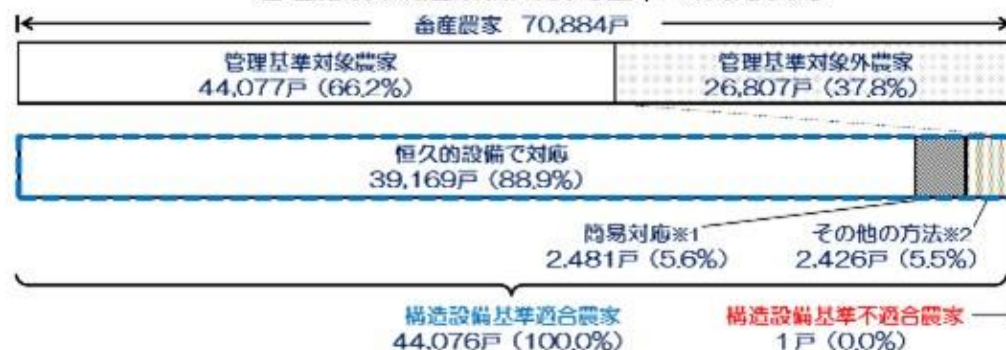 畜産農家 70,884戸
管理基準対象農家
44,077戸 (66.2%)
管理基準対象外農家
26,807戸 (37.8%)
恒久的設備で対応
39,169戸 (88.9%)
簡易対応※1
2,481戸 (5.6%)
その他の方法※2
2,426戸 (5.5%)
構造設備基準適合農家
44,076戸 (100.0%)
構造設備基準不適合農家
1戸 (0.0%)